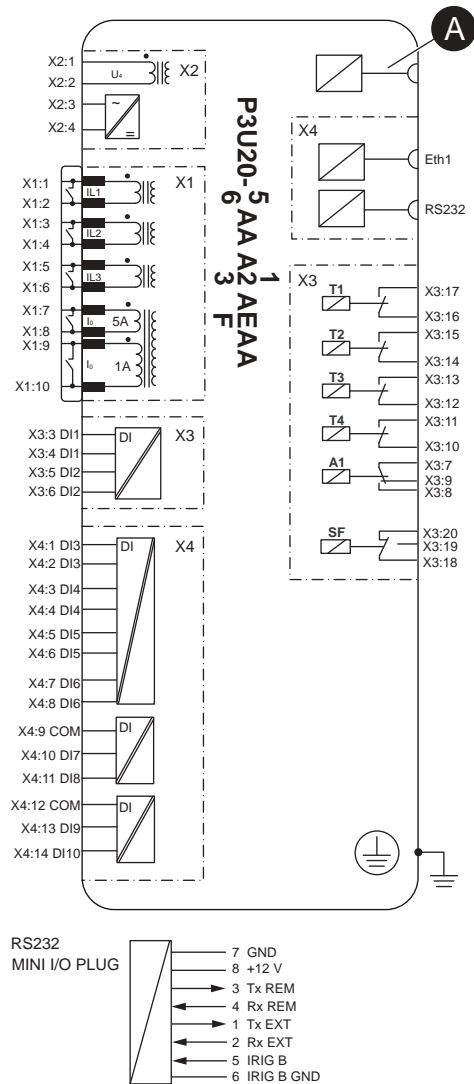 A
X2:1
X2:2
X2:3
X2:4
U4
X2
~
=
X1:1
X1:2
X1:3
X1:4
X1:5
X1:6
X1:7
X1:8
X1:9
X1:10
IL1
IL2
IL3
I0 5A
I0 1A
X1
P3U20- 5 AA A2 AEAA 1
6 3 F
X4
Eth1
RS232
X3
T1
X3:17
X3:16
T2
X3:15
X3:14
T3
X3:13
X3:12
T4
X3:11
X3:10
A1
X3:7
X3:9
X3:8
SF
X3:20
X3:19
X3:18
X3:3 DI1
X3:4 DI1
X3:5 DI2
X3:6 DI2
DI
X3
X4:1 DI3
X4:2 DI3
X4:3 DI4
X4:4 DI4
X4:5 DI5
X4:6 DI5
X4:7 DI6
X4:8 DI6
DI
X4
X4:9 COM
X4:10 DI7
X4:11 DI8
DI
X4:12 COM
X4:13 DI9
X4:14 DI10
DI
RS232
MINI I/O PLUG
7 GND
8 +12 V
3 Tx REM
4 Rx REM
1 Tx EXT
2 Rx EXT
5 IRIG B
6 IRIG B GND